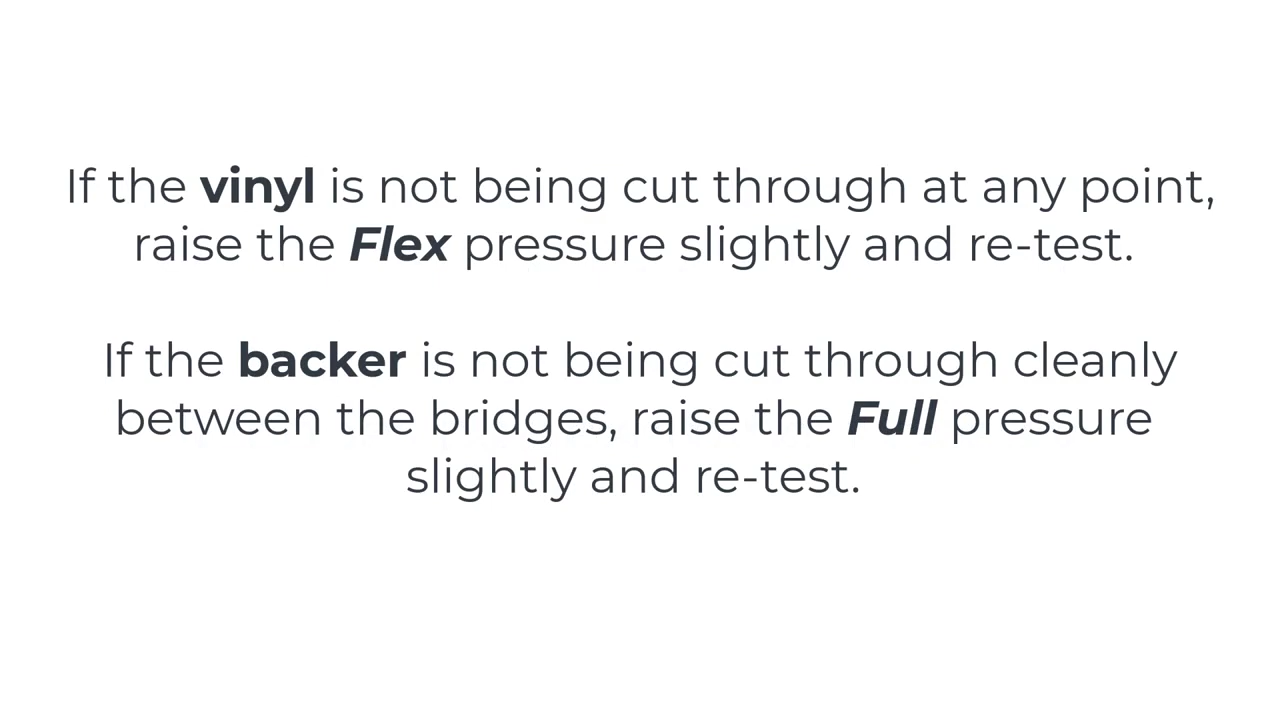 If the vinyl is not being cut through at any point,
raise the Flex pressure slightly and re-test.
If the backer is not being cut through cleanly
between the bridges, raise the Full pressure
slightly and re-test.